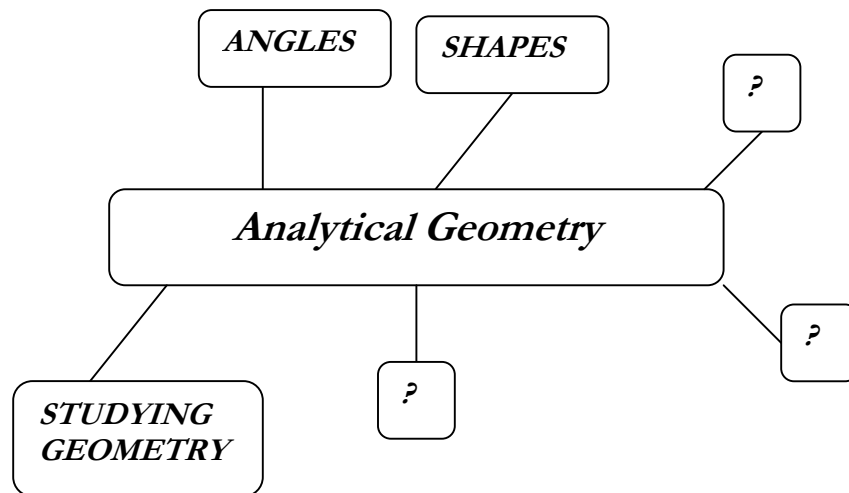 ANGLES
SHAPES
?
Analytical Geometry
?
?
STUDYING
GEOMETRY